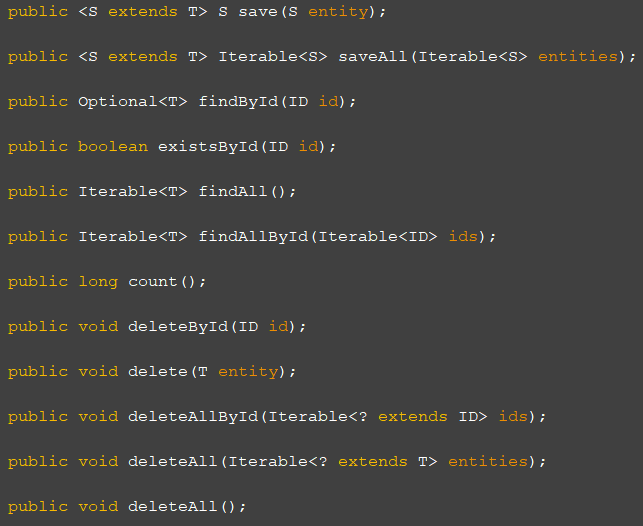 public <S extends T> S save(S entity);
public <S extends T> Iterable<S> saveAll(Iterable<S> entities);
public Optional<T> findById(ID id);
public boolean existsById(ID id);
public Iterable<T> findAll();
public Iterable<T> findAllById(Iterable<ID> ids);
public long count();
public void deleteById(ID id);
public void delete(T entity);
public void deleteAllById(Iterable<? extends ID> ids);
public void deleteAll(Iterable<? extends T> entities);
public void deleteAll();